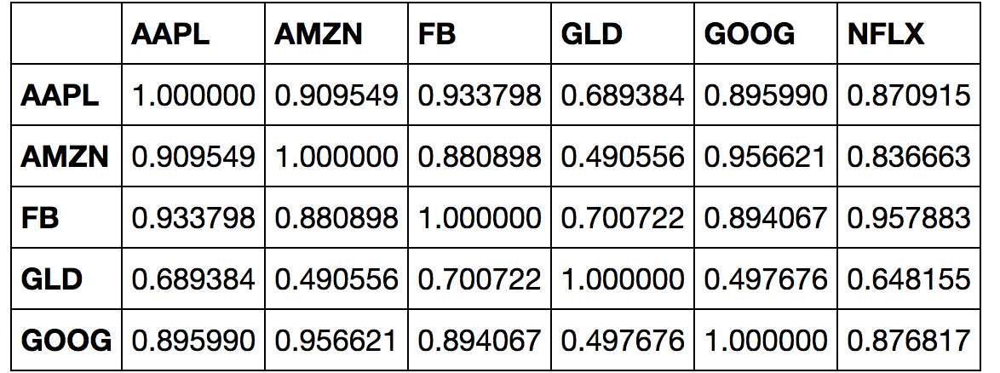 AAPL AMZN FB GLD GOOG NFLX
AAPL 1.000000 0.909549 0.933798 0.689384 0.895990 0.870915
AMZN 0.909549 1.000000 0.880898 0.490556 0.956621 0.836663
FB 0.933798 0.880898 1.000000 0.700722 0.894067 0.957883
GLD 0.689384 0.490556 0.700722 1.000000 0.497676 0.648155
GOOG 0.895990 0.956621 0.894067 0.497676 1.000000 0.876817